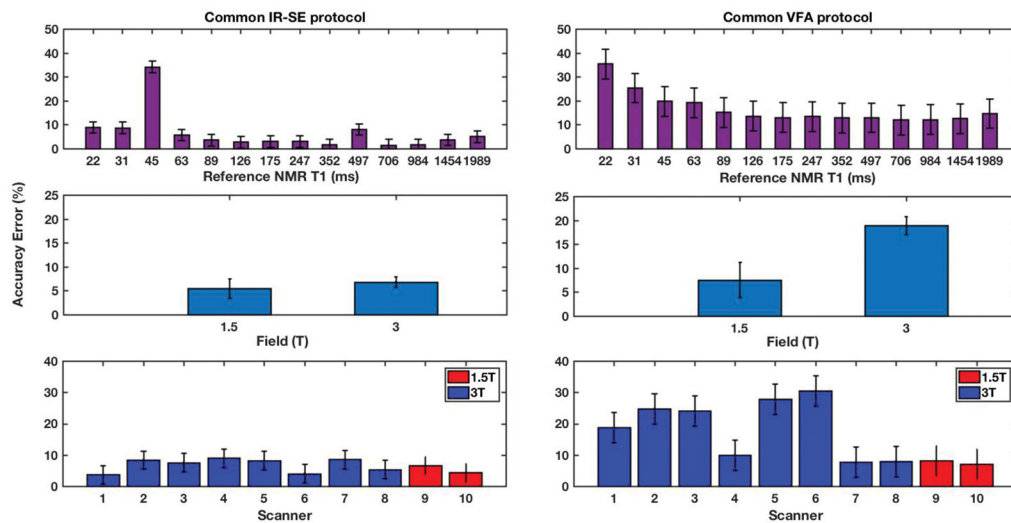 Common IR-SE protocol
50
40
30
20
10
0
22 31 45 63 89 126 175 247 352 497 706 984 1454 1989
Reference NMR T1 (ms)
Common VFA protocol
50
40
30
20
10
0
22 31 45 63 89 126 175 247 352 497 706 984 1454 1989
Reference NMR T1 (ms)
Accuracy Error (%)
25
20
15
10
5
0
1.5 3
Field (T)
25
20
15
10
5
0
1.5 3
Field (T)
40
30
20
10
0
1.5T
3T
1 2 3 4 5 6 7 8 9 10
Scanner
40
30
20
10
0
1.5T
3T
1 2 3 4 5 6 7 8 9 10
Scanner